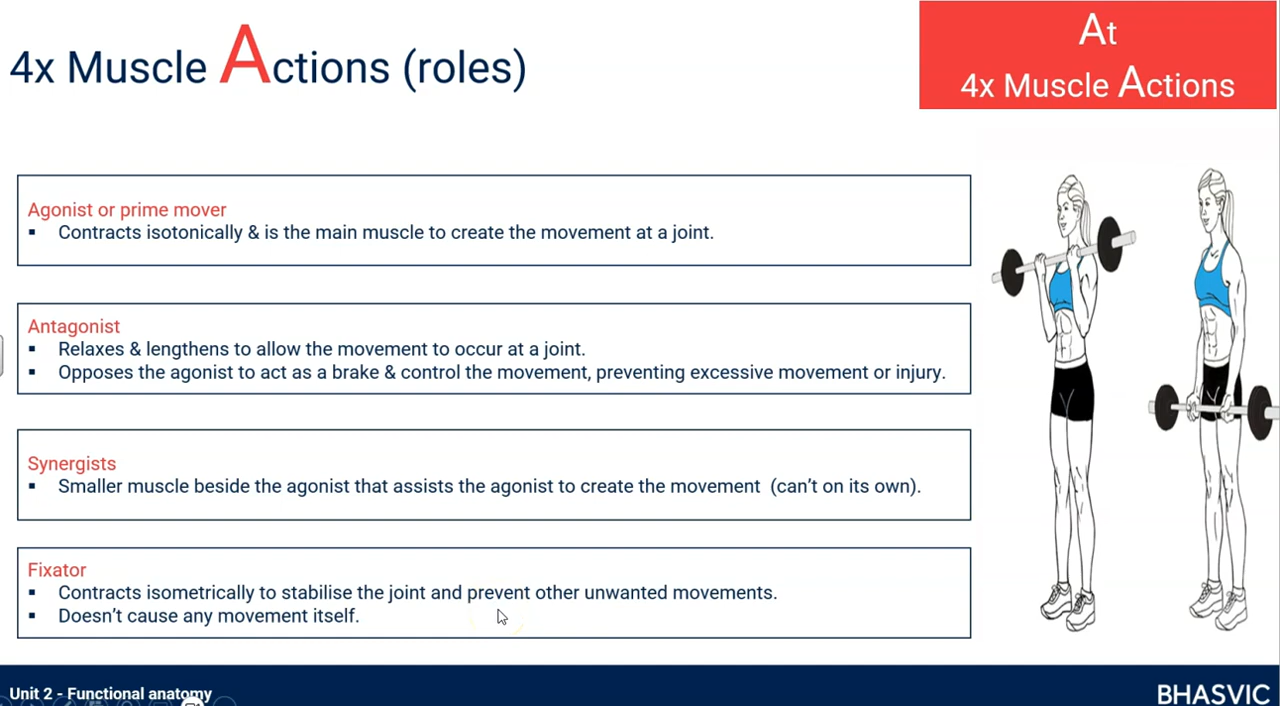 4x Muscle Actions (roles)
At
4x Muscle Actions
Agonist or prime mover
▪ Contracts isotonically & is the main muscle to create the movement at a joint.
Antagonist
▪ Relaxes & lengthens to allow the movement to occur at a joint.
▪ Opposes the agonist to act as a brake & control the movement, preventing excessive movement or injury.
Synergists
▪ Smaller muscle beside the agonist that assists the agonist to create the movement (can't on its own).
Fixator
▪ Contracts isometrically to stabilise the joint and prevent other unwanted movements.
▪ Doesn't cause any movement itself.
Unit 2 - Functional anatomy
BHASVIC